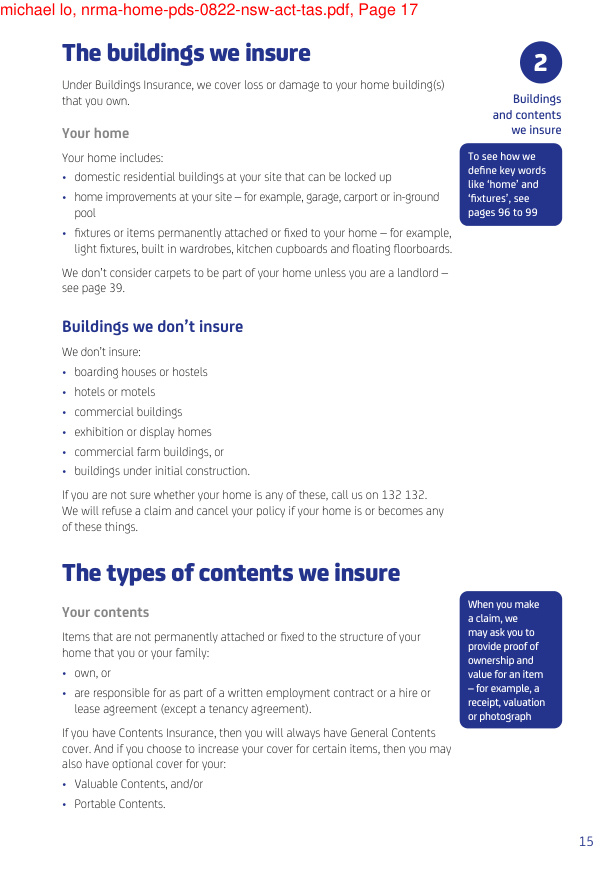 michael lo, nrma-home-pds-0822-nsw-act-tas.pdf, Page 17
The buildings we insure
Under Buildings Insurance, we cover loss or damage to your home building(s)
that you own.
Your home
Your home includes:
• domestic residential buildings at your site that can be locked up
• home improvements at your site – for example, garage, carport or in-ground
pool
• fixtures or items permanently attached or fixed to your home – for example,
light fixtures, built in wardrobes, kitchen cupboards and floating floorboards.
We don't consider carpets to be part of your home unless you are a landlord –
see page 39.
Buildings we don't insure
We don't insure:
• boarding houses or hostels
• hotels or motels
• commercial buildings
• exhibition or display homes
• commercial farm buildings, or
• buildings under initial construction.
If you are not sure whether your home is any of these, call us on 132 132.
We will refuse a claim and cancel your policy if your home is or becomes any
of these things.
The types of contents we insure
Your contents
Items that are not permanently attached or fixed to the structure of your
home that you or your family:
• own, or
• are responsible for as part of a written employment contract or a hire or
lease agreement (except a tenancy agreement).
If you have Contents Insurance, then you will always have General Contents
cover. And if you choose to increase your cover for certain items, then you may
also have optional cover for your:
• Valuable Contents, and/or
• Portable Contents.
2
Buildings
and contents
we insure
To see how we
define key words
like 'home' and
'fixtures', see
pages 96 to 99
When you make
a claim, we
may ask you to
provide proof of
ownership and
value for an item
– for example, a
receipt, valuation
or photograph
15